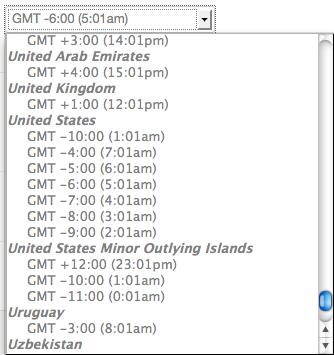 GMT -6:00 (5:01am)
GMT +3:00 (14:01pm)
United Arab Emirates
GMT +4:00 (15:01pm)
United Kingdom
GMT +1:00 (12:01pm)
United States
GMT -10:00 (1:01am)
GMT -4:00 (7:01am)
GMT -5:00 (6:01am)
GMT -6:00 (5:01am)
GMT -7:00 (4:01am)
GMT -8:00 (3:01am)
GMT -9:00 (2:01am)
United States Minor Outlying Islands
GMT +12:00 (23:01pm)
GMT -10:00 (1:01am)
GMT -11:00 (0:01am)
Uruguay
GMT -3:00 (8:01am)
Uzbekistan